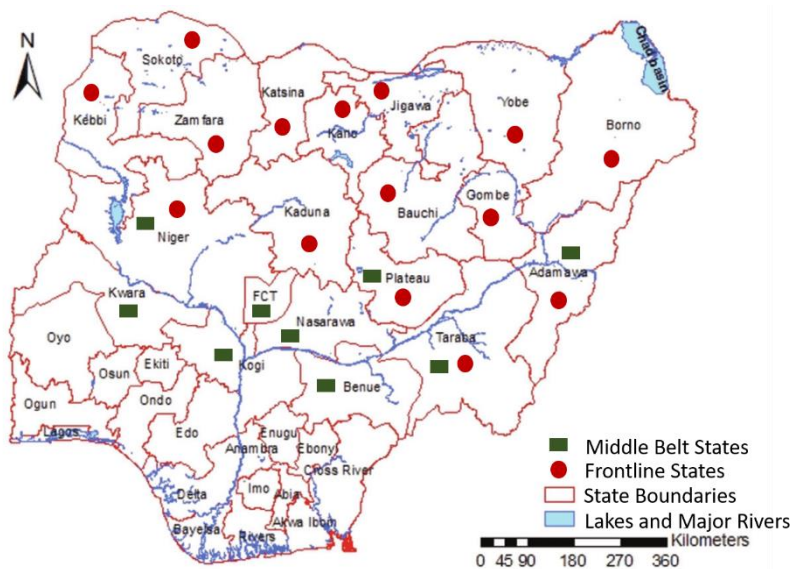 N
Sokoto
Kebbi
Zamfara
Katsina
Kano
Jigawa
Yobe
Borno
Chad basin
Niger
Kaduna
Bauchi
Gombe
Adamawa
Plateau
FCT
Nasarawa
Kwara
Taraba
Kogi
Benue
Oyo
Osun
Ekiti
Ogun
Ondo
Lagos
Edo
Enugu
Anambra
Ebony
Cross River
Imo
Abia
Delta
Akwa Ibom
Bayelsa
Rivers
Middle Belt States
Frontline States
State Boundaries
Lakes and Major Rivers
Kilometers
0 45 90 180 270 360